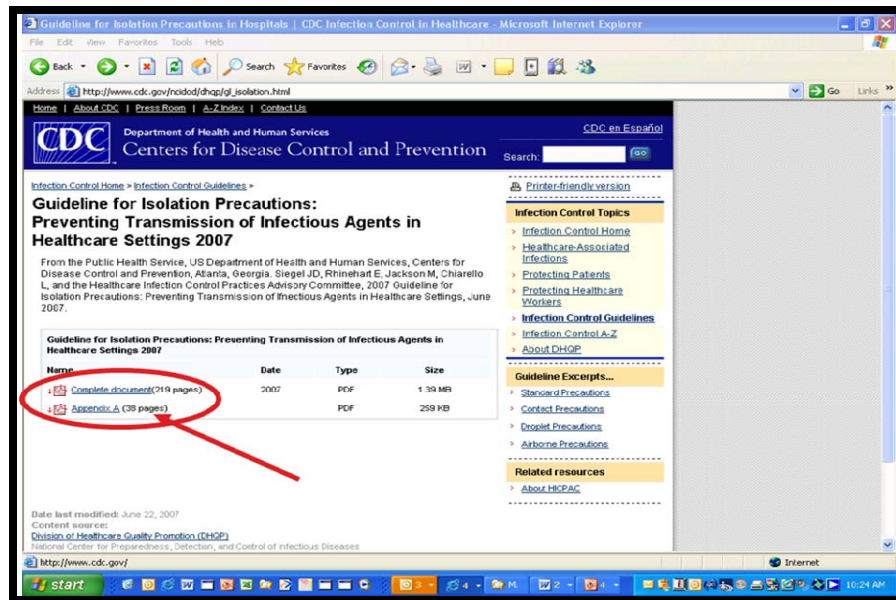 Guideline for Isolation Precautions in Hospitals | CDC Infection Control in Healthcare - Microsoft Internet Explorer
File Edit View Favorites Tools Help
Back Search Favorites
Address http://www.cdc.gov/ncidod/dhqp/gl_isolation.html Go Links »
Home | About CDC | Press Room | A-Z Index | Contact Us
CDC en Español
CDC
Department of Health and Human Services
Centers for Disease Control and Prevention
Search: GO
Infection Control Home > Infection Control Guidelines >
Guideline for Isolation Precautions:
Preventing Transmission of Infectious Agents in
Healthcare Settings 2007
From the Public Health Service, US Department of Health and Human Services, Centers for
Disease Control and Prevention, Atlanta, Georgia. Siegel JD, Rhinehart E, Jackson M, Chiarello
L, and the Healthcare Infection Control Practices Advisory Committee, 2007 Guideline for
Isolation Precautions: Preventing Transmission of Infectious Agents in Healthcare Settings, June
2007.
Guideline for Isolation Precautions: Preventing Transmission of Infectious Agents in
Healthcare Settings 2007
Name Date Type Size
Complete document(219 pages) 2007 PDF 1.39 MB
Appendix A (38 pages) PDF 259 KB
Date last modified: June 22, 2007
Content source:
Division of Healthcare Quality Promotion (DHQP)
National Center for Preparedness, Detection, and Control of Infectious Diseases
Printer-friendly version
Infection Control Topics
Infection Control Home
Healthcare-Associated
Infections
Protecting Patients
Protecting Healthcare
Workers
Infection Control Guidelines
Infection Control A-Z
About DHQP
Guideline Excerpts...
Standard Precautions
Contact Precautions
Droplet Precautions
Airborne Precautions
Related resources
About HICPAC
http://www.cdc.gov/ Internet
start 3 4 M. 2 4 10:24 AM